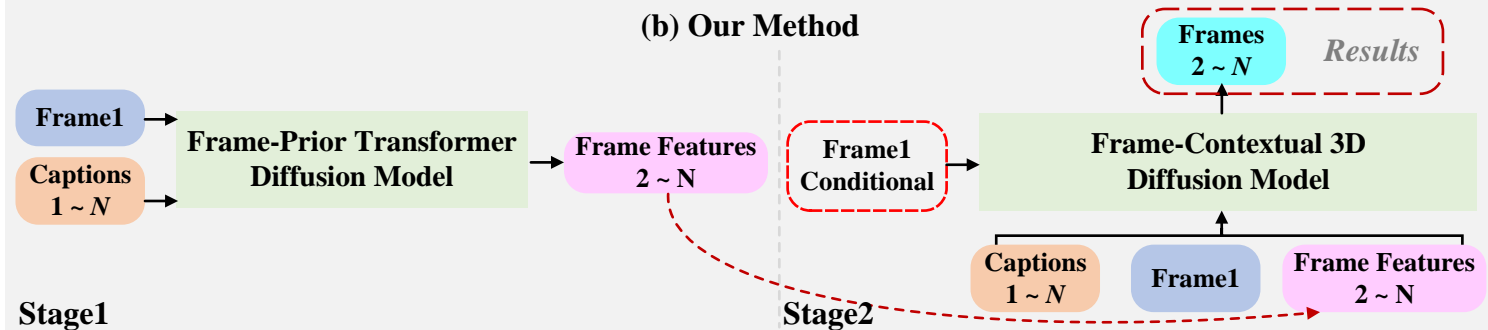 (b) Our Method
Frame1
Captions
1 ~ N
Frame-Prior Transformer
Diffusion Model
Frame Features
2 ~ N
Stage1
Frames
2 ~ N
Results
Frame1
Conditional
Frame-Contextual 3D
Diffusion Model
Captions
1 ~ N
Frame1
Frame Features
2 ~ N
Stage2